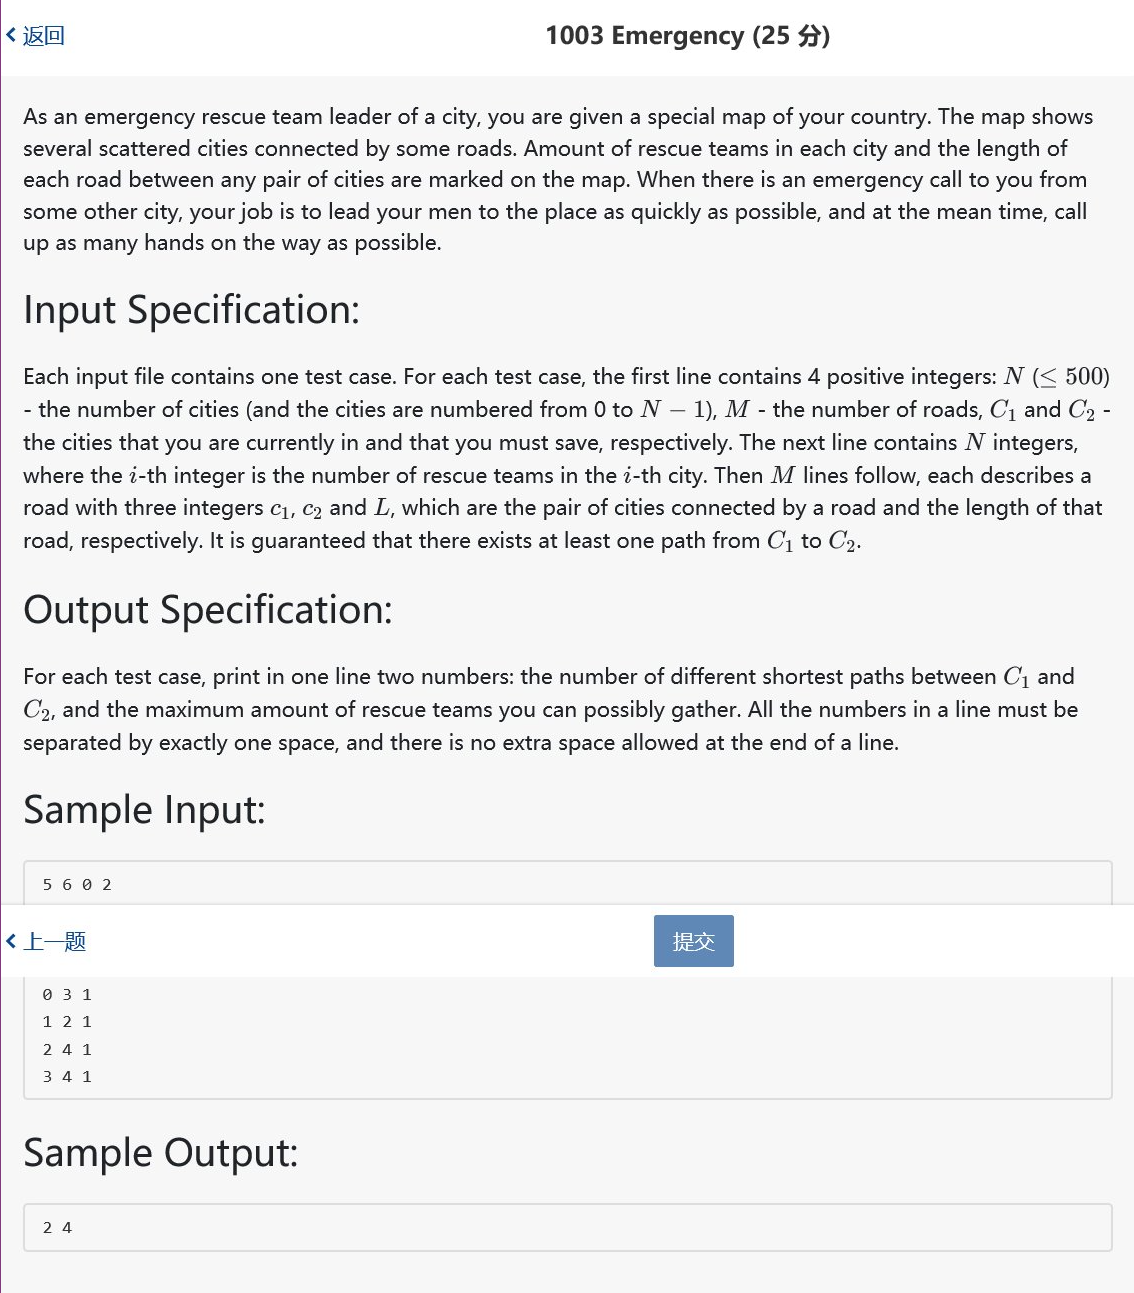 返回
1003 Emergency (25 分)
As an emergency rescue team leader of a city, you are given a special map of your country. The map shows
several scattered cities connected by some roads. Amount of rescue teams in each city and the length of
each road between any pair of cities are marked on the map. When there is an emergency call to you from
some other city, your job is to lead your men to the place as quickly as possible, and at the mean time, call
up as many hands on the way as possible.
Input Specification:
Each input file contains one test case. For each test case, the first line contains 4 positive integers: N (≤ 500)
- the number of cities (and the cities are numbered from 0 to N − 1), M - the number of roads, C₁ and C₂ -
the cities that you are currently in and that you must save, respectively. The next line contains N integers,
where the i-th integer is the number of rescue teams in the i-th city. Then M lines follow, each describes a
road with three integers c₁, c₂ and L, which are the pair of cities connected by a road and the length of that
road, respectively. It is guaranteed that there exists at least one path from C₁ to C₂.
Output Specification:
For each test case, print in one line two numbers: the number of different shortest paths between C₁ and
C₂, and the maximum amount of rescue teams you can possibly gather. All the numbers in a line must be
separated by exactly one space, and there is no extra space allowed at the end of a line.
Sample Input:
5 6 0 2
上一题
提交
0 3 1
1 2 1
2 4 1
3 4 1
Sample Output:
2 4